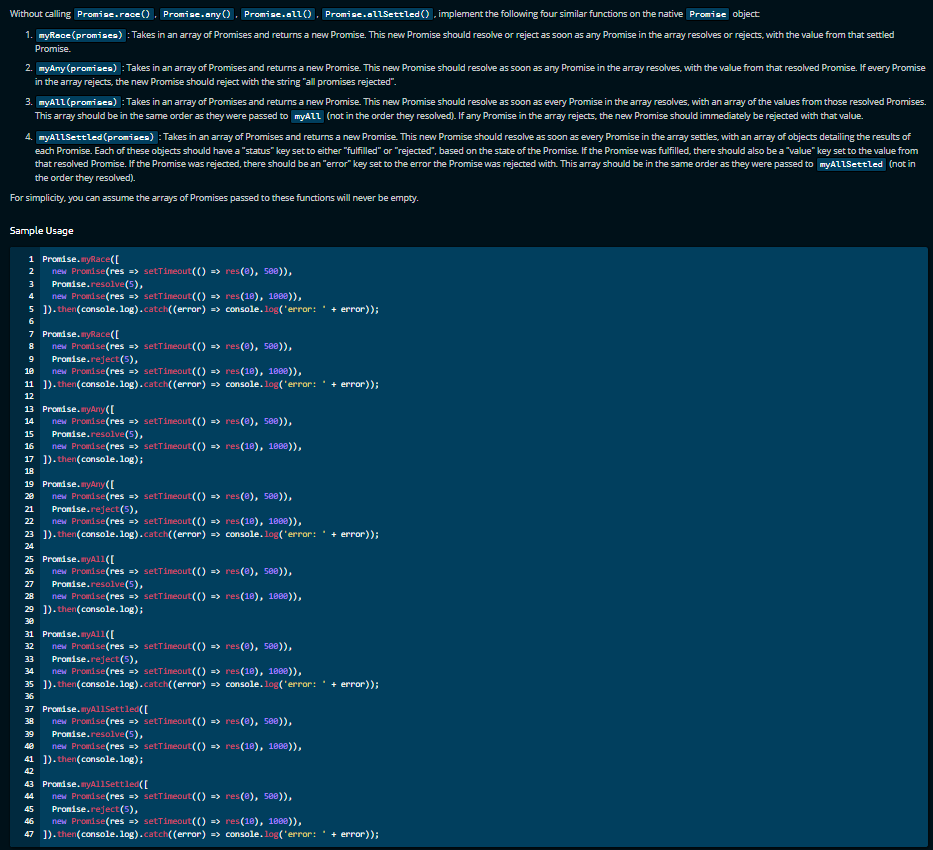 Without calling Promise.race(), Promise.any(), Promise.all(), Promise.allSettled(), implement the following four similar functions on the native Promise object:
1. myRace(promises): Takes in an array of Promises and returns a new Promise. This new Promise should resolve or reject as soon as any Promise in the array resolves or rejects, with the value from that settled
Promise.
2. myAny(promises): Takes in an array of Promises and returns a new Promise. This new Promise should resolve as soon as any Promise in the array resolves, with the value from that resolved Promise. If every Promise
in the array rejects, the new Promise should reject with the string "all promises rejected".
3. myAll(promises): Takes in an array of Promises and returns a new Promise. This new Promise should resolve as soon as every Promise in the array resolves, with an array of the values from those resolved Promises.
This array should be in the same order as they were passed to myAll (not in the order they resolved). If any Promise in the array rejects, the new Promise should immediately be rejected with that value.
4. myAllSettled(promises): Takes in an array of Promises and returns a new Promise. This new Promise should resolve as soon as every Promise in the array settles, with an array of objects detailing the results of
each Promise. Each of these objects should have a "status" key set to either "fulfilled" or "rejected", based on the state of the Promise. If the Promise was fulfilled, there should also be a "value" key set to the value from
that resolved Promise. If the Promise was rejected, there should be an "error" key set to the error the Promise was rejected with. This array should be in the same order as they were passed to myAllSettled (not in
the order they resolved).
For simplicity, you can assume the arrays of Promises passed to these functions will never be empty.
Sample Usage
1 Promise.myRace([
2 new Promise(res => setTimeout(() => res(0), 500)),
3 Promise.resolve(5),
4 new Promise(res => setTimeout(() => res(10), 1000)),
5 ]).then(console.log).catch((error) => console.log('error: ' + error));
6
7 Promise.myRace([
8 new Promise(res => setTimeout(() => res(0), 500)),
9 Promise.reject(5),
10 new Promise(res => setTimeout(() => res(10), 1000)),
11 ]).then(console.log).catch((error) => console.log('error: ' + error));
12
13 Promise.myAny([
14 new Promise(res => setTimeout(() => res(0), 500)),
15 Promise.resolve(5),
16 new Promise(res => setTimeout(() => res(10), 1000)),
17 ]).then(console.log);
18
19 Promise.myAny([
20 new Promise(res => setTimeout(() => res(0), 500)),
21 Promise.reject(5),
22 new Promise(res => setTimeout(() => res(10), 1000)),
23 ]).then(console.log).catch((error) => console.log('error: ' + error));
24
25 Promise.myAll([
26 new Promise(res => setTimeout(() => res(0), 500)),
27 Promise.resolve(5),
28 new Promise(res => setTimeout(() => res(10), 1000)),
29 ]).then(console.log);
30
31 Promise.myAll([
32 new Promise(res => setTimeout(() => res(0), 500)),
33 Promise.reject(5),
34 new Promise(res => setTimeout(() => res(10), 1000)),
35 ]).then(console.log).catch((error) => console.log('error: ' + error));
36
37 Promise.myAllSettled([
38 new Promise(res => setTimeout(() => res(0), 500)),
39 Promise.resolve(5),
40 new Promise(res => setTimeout(() => res(10), 1000)),
41 ]).then(console.log);
42
43 Promise.myAllSettled([
44 new Promise(res => setTimeout(() => res(0), 500)),
45 Promise.reject(5),
46 new Promise(res => setTimeout(() => res(10), 1000)),
47 ]).then(console.log).catch((error) => console.log('error: ' + error));